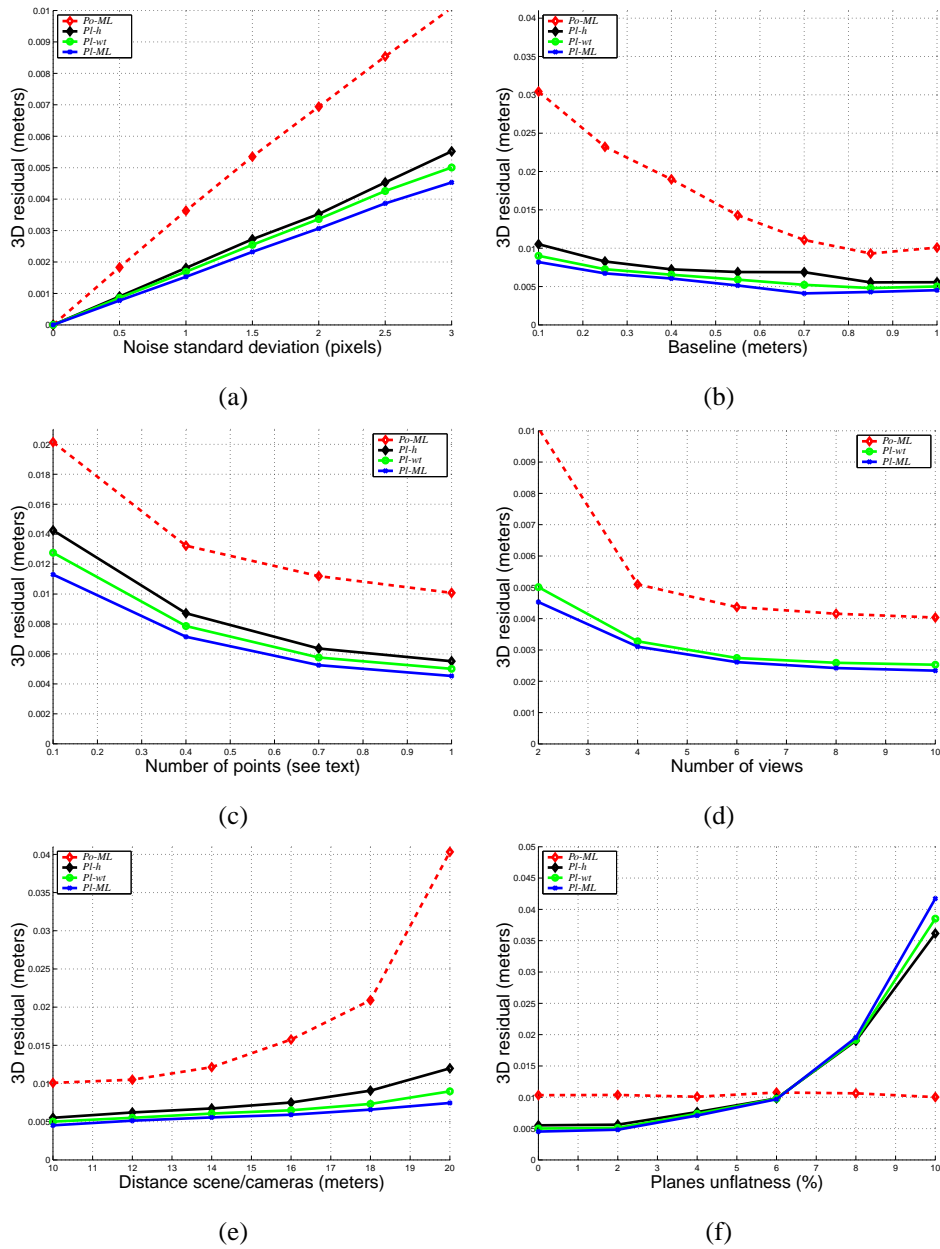 0.01
0.009
0.008
0.007
0.006
0.005
0.004
0.003
0.002
0.001
0
Po-ML
Pl-h
Pl-wt
Pl-ML
3D residual (meters)
0 0.5 1 1.5 2 2.5 3
Noise standard deviation (pixels)
(a)
0.04
0.03
0.02
0.01
0.005
0
Po-ML
Pl-h
Pl-wt
Pl-ML
3D residual (meters)
0.1 0.2 0.3 0.4 0.5 0.6 0.7 0.8 0.9 1
Baseline (meters)
(b)
0.02
0.018
0.016
0.014
0.012
0.01
0.008
0.006
0.004
0.002
0
Po-ML
Pl-h
Pl-wt
Pl-ML
3D residual (meters)
0.1 0.2 0.3 0.4 0.5 0.6 0.7 0.8 0.9 1
Number of points (see text)
(c)
0.01
0.009
0.008
0.007
0.006
0.005
0.004
0.003
0.002
0.001
0
Po-ML
Pl-wt
Pl-ML
3D residual (meters)
2 3 4 5 6 7 8 9 10
Number of views
(d)
0.04
0.035
0.03
0.025
0.02
0.015
0.01
0.005
0
Po-ML
Pl-h
Pl-wt
Pl-ML
3D residual (meters)
10 11 12 13 14 15 16 17 18 19 20
Distance scene/cameras (meters)
(e)
0.05
0.045
0.04
0.035
0.03
0.025
0.02
0.015
0.01
0.005
0
Po-ML
Pl-h
Pl-wt
Pl-ML
3D residual (meters)
0 2 4 6 8 10
Planes unflatness (%)
(f)